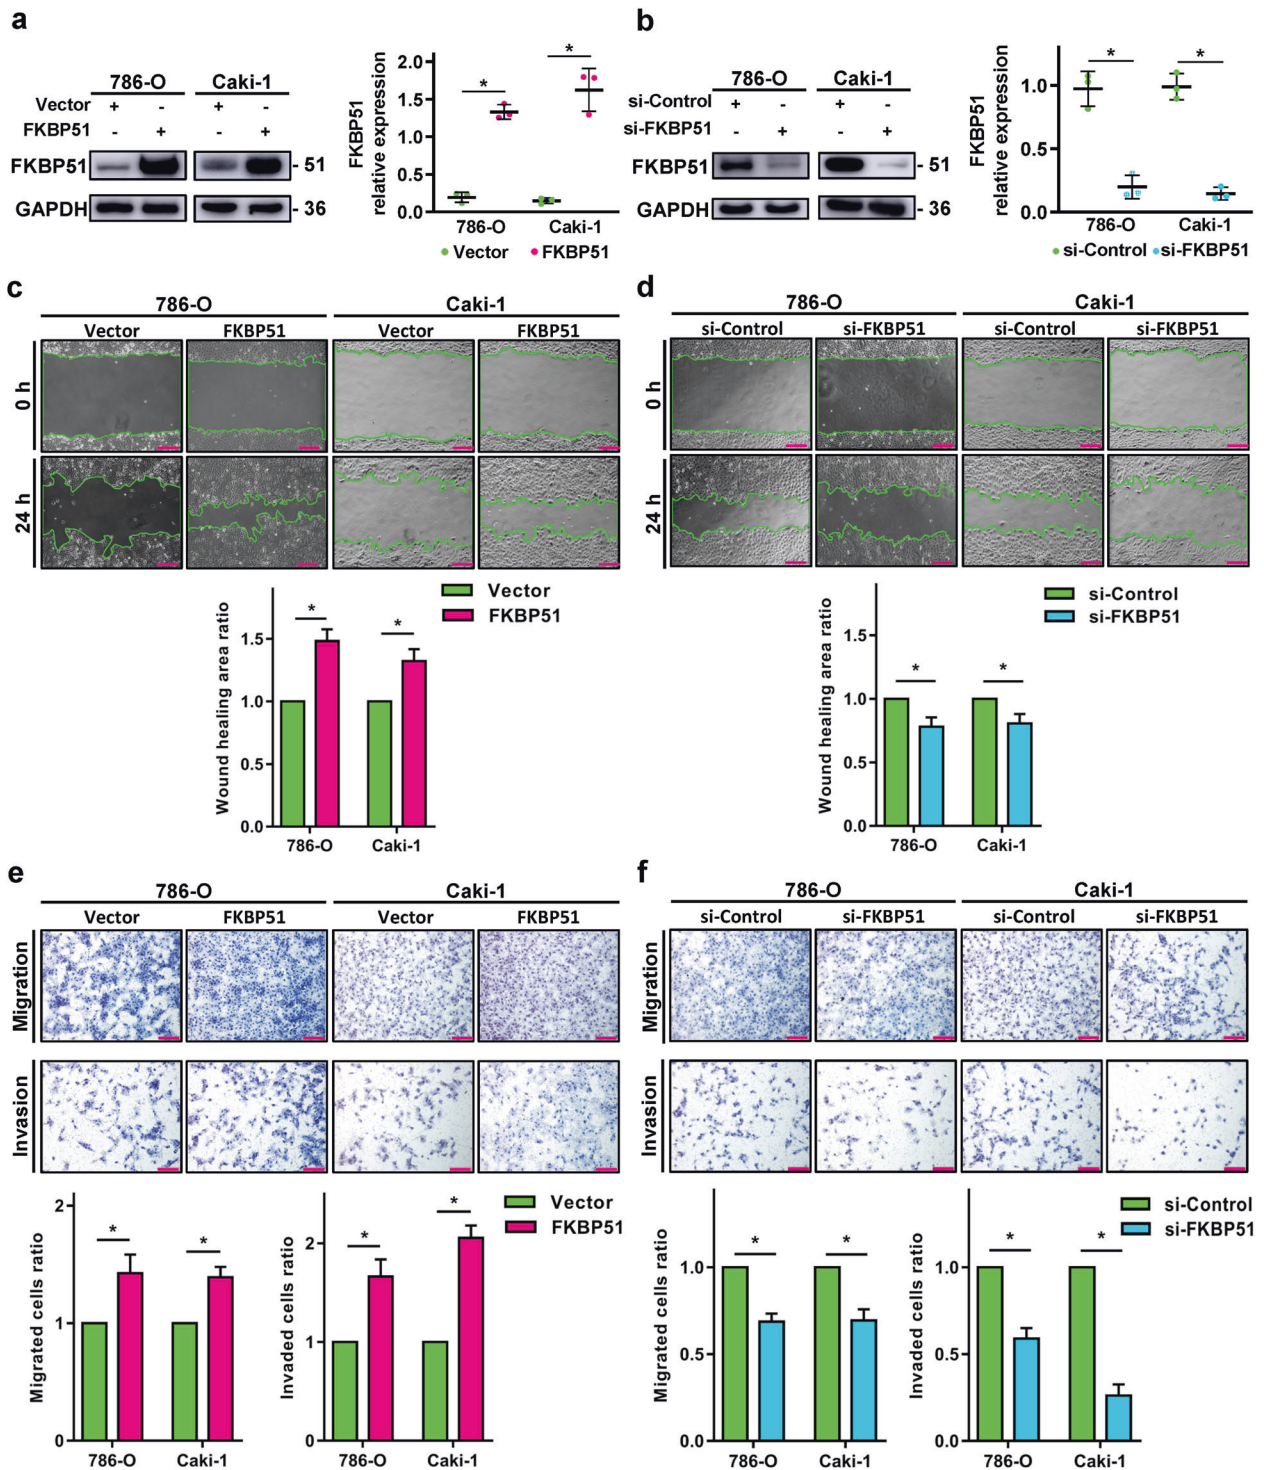 a
786-O Caki-1
Vector + - + -
FKBP51 - + - +
FKBP51 - 51
GAPDH - 36
FKBP51
relative expression
2.0
1.5
1.0
0.5
0.0
* *
786-O Caki-1
Vector FKBP51
b
786-O Caki-1
si-Control + - + -
si-FKBP51 - + - +
FKBP51 - 51
GAPDH - 36
FKBP51
relative expression
1.0
0.5
0.0
* *
786-O Caki-1
si-Control si-FKBP51
c
786-O Caki-1
Vector FKBP51 Vector FKBP51
0 h
24 h
Vector
FKBP51
Wound healing area ratio
1.5
1.0
0.5
0.0
* *
786-O Caki-1
d
786-O Caki-1
si-Control si-FKBP51 si-Control si-FKBP51
0 h
24 h
si-Control
si-FKBP51
Wound healing area ratio
1.5
1.0
0.5
0.0
* *
786-O Caki-1
e
786-O Caki-1
Vector FKBP51 Vector FKBP51
Migration
Invasion
Migrated cells ratio
2
1
0
* *
786-O Caki-1
Invaded cells ratio
2
1
0
* *
786-O Caki-1
Vector
FKBP51
f
786-O Caki-1
si-Control si-FKBP51 si-Control si-FKBP51
Migration
Invasion
Migrated cells ratio
1.0
0.5
0.0
* *
786-O Caki-1
Invaded cells ratio
1.0
0.5
0.0
* *
786-O Caki-1
si-Control
si-FKBP51